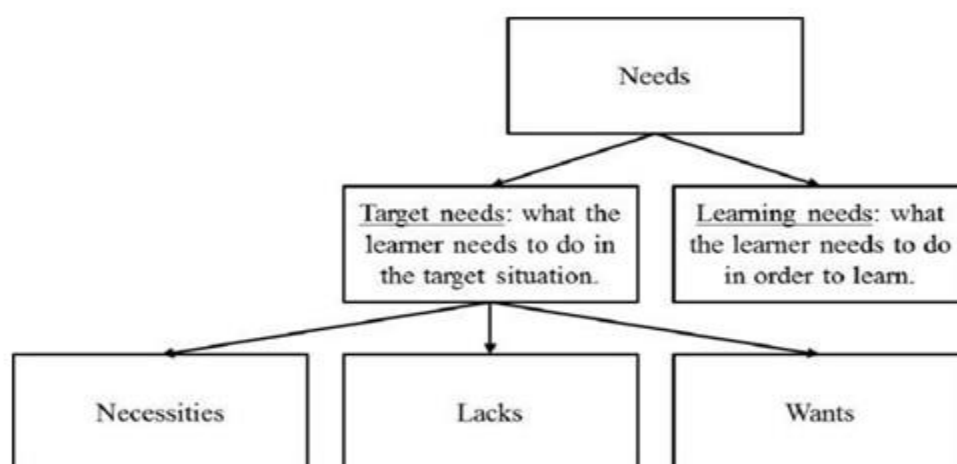 Needs
Target needs: what the
learner needs to do in
the target situation.
Learning needs: what
the learner needs to do
in order to learn.
Necessities
Lacks
Wants